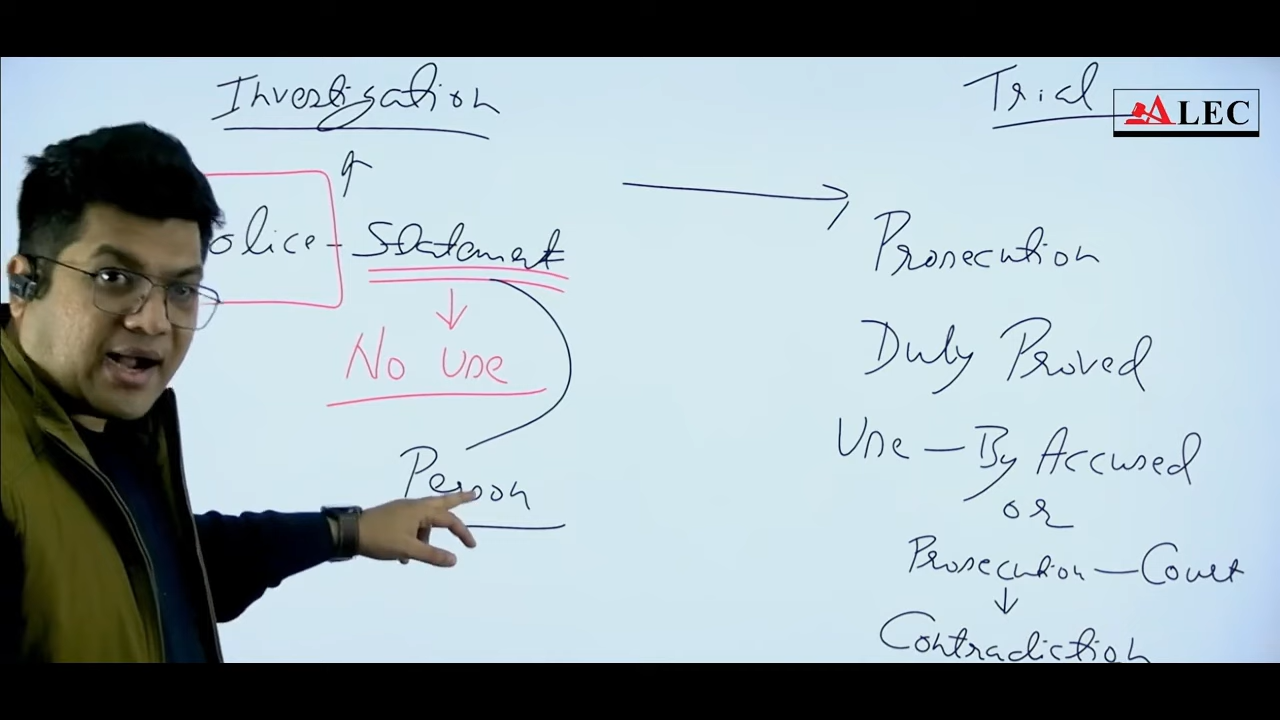 Investigation
olice - Statement
No use
Person
Trial
ALEC
Prosecution
Duly Proved
Use - By Accused
or
Prosecution - Court
Contradiction